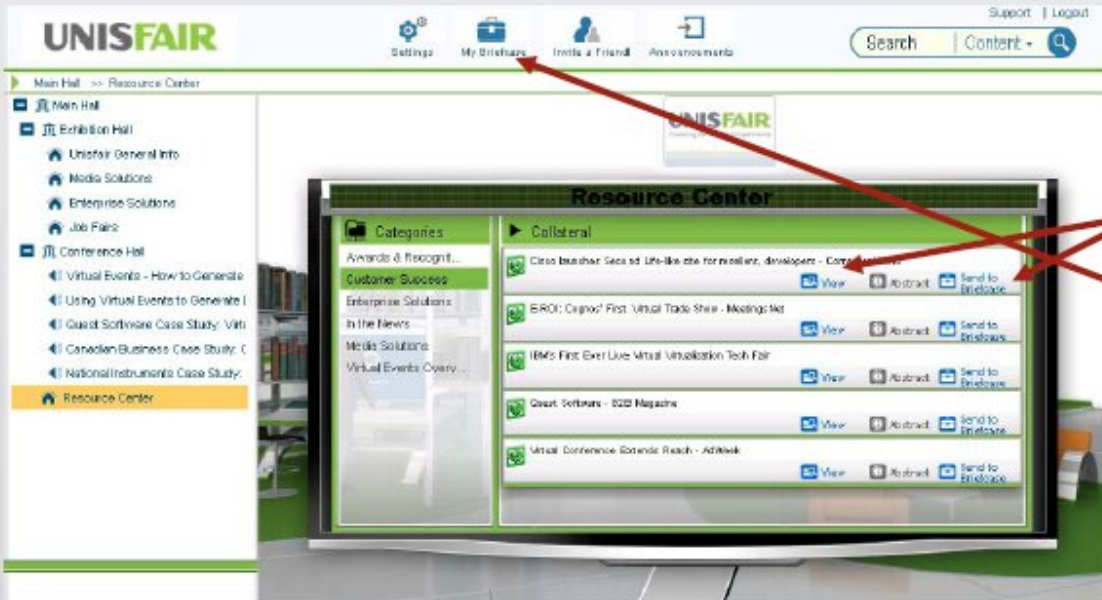 Support | Logout
UNISFAIR
Settings
My Briefcase
Invite a Friend!
Announcements
Search | Content
Main Hall >> Resource Center
Main Hall
Exhibition Hall
Unisfair General Info
Media Solutions
Enterprise Solutions
Job Fairs
Conference Hall
Virtual Events - How to Generate
Using Virtual Events to Generate
Quest Software Case Study: Virt
Canadian Business Case Study: C
National Instruments Case Study:
Resource Center
UNISFAIR
Resource Center
Categories
Awards & Recognit...
Customer Success
Enterprise Solutions
In the News
Media Solutions
Virtual Events Overv...
Collateral
Cisco launches Second Life-like site for resellers, developers -
View Abstract Send to Briefcase
E-ROI: Cognos' First Virtual Trade Show - MeetingsNet
View Abstract Send to Briefcase
IBM's First Ever Live Virtual Virtualization Tech Fair
View Abstract Send to Briefcase
Quest Software - B2B Magazine
View Abstract Send to Briefcase
Virtual Conference Extends Reach - AdWeek
View Abstract Send to Briefcase